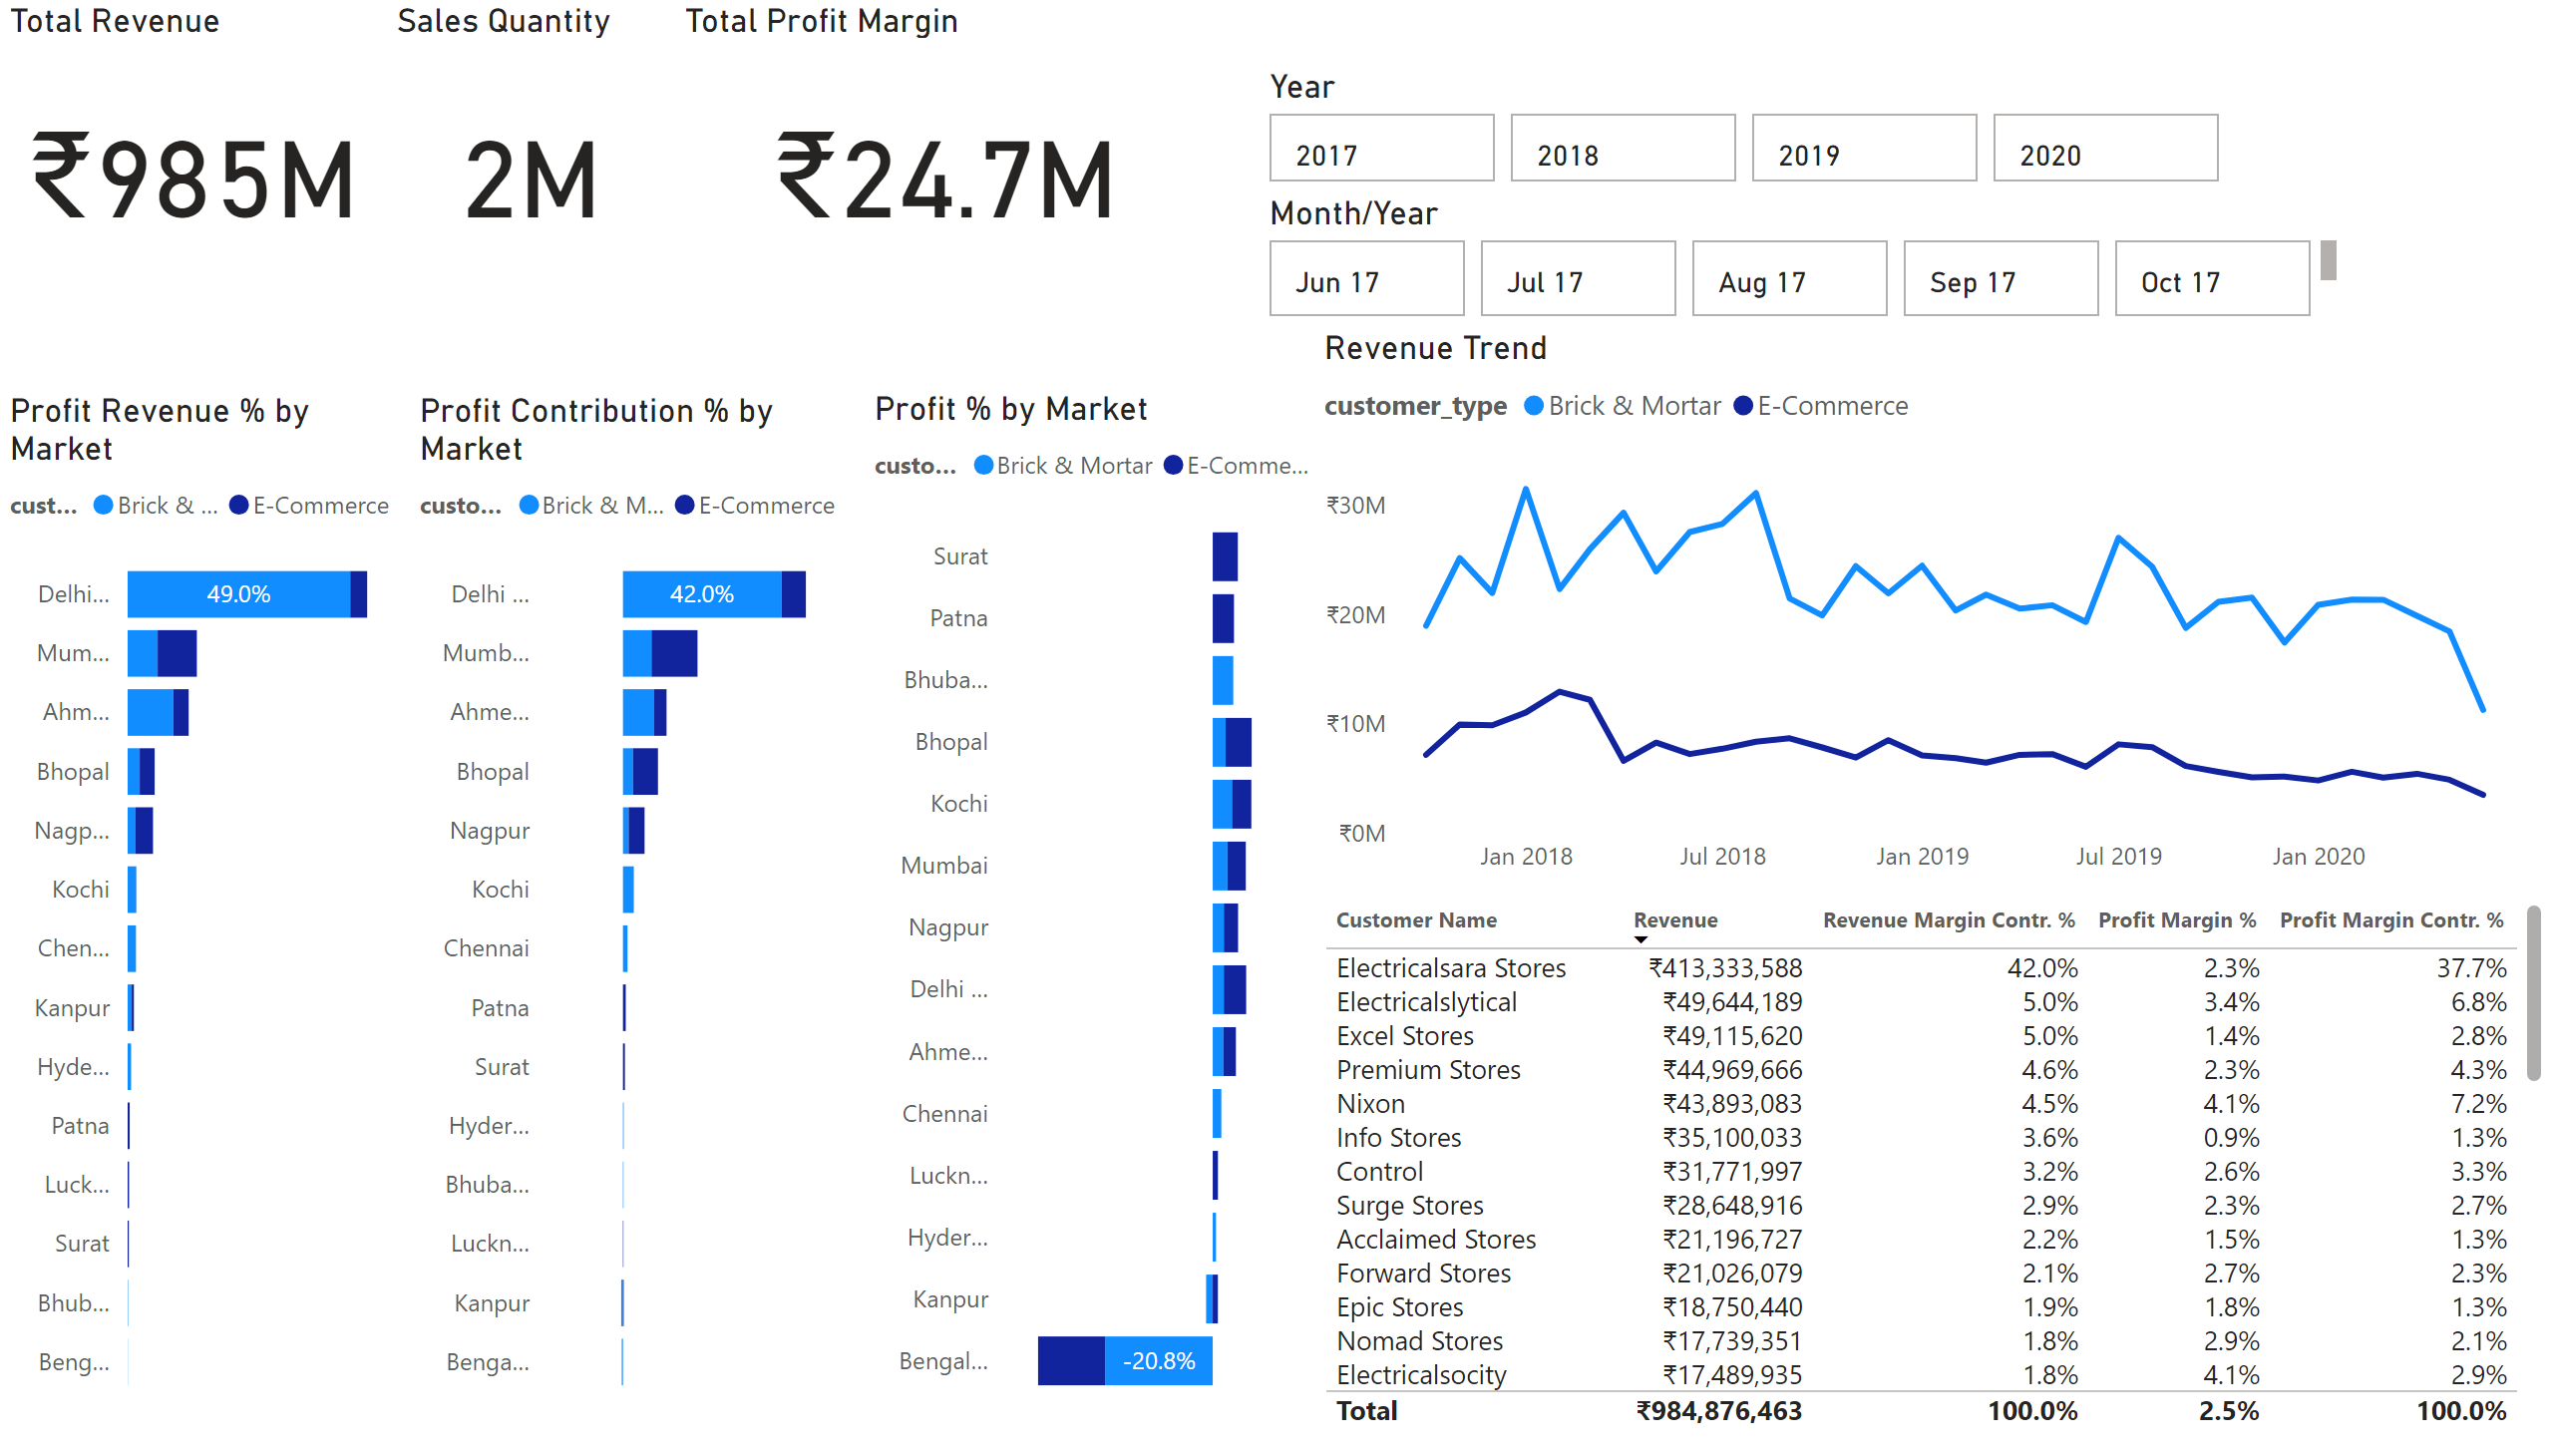 Total Revenue
Sales Quantity
Total Profit Margin
₹985M
2M
₹24.7M
Year
2017
2018
2019
2020
Month/Year
Jun 17
Jul 17
Aug 17
Sep 17
Oct 17
Profit Revenue % by
Market
cust... Brick & ... E-Commerce
Delhi...
49.0%
Mum...
Ahm...
Bhopal
Nagp...
Kochi
Chen...
Kanpur
Hyde...
Patna
Luck...
Surat
Bhub...
Beng...
Profit Contribution % by
Market
custo... Brick & M... E-Commerce
Delhi ...
42.0%
Mumb...
Ahme...
Bhopal
Nagpur
Kochi
Chennai
Patna
Surat
Hyder...
Bhuba...
Luckn...
Kanpur
Benga...
Profit % by Market
custo... Brick & Mortar E-Comme...
Surat
Patna
Bhuba...
Bhopal
Kochi
Mumbai
Nagpur
Delhi ...
Ahme...
Chennai
Luckn...
Hyder...
Kanpur
Bengal...
-20.8%
Revenue Trend
customer_type Brick & Mortar E-Commerce
₹30M
₹20M
₹10M
₹0M
Jan 2018 Jul 2018 Jan 2019 Jul 2019 Jan 2020
Customer Name Revenue Revenue Margin Contr. % Profit Margin % Profit Margin Contr. %
Electricalsara Stores ₹413,333,588 42.0% 2.3% 37.7%
Electricalslytical ₹49,644,189 5.0% 3.4% 6.8%
Excel Stores ₹49,115,620 5.0% 1.4% 2.8%
Premium Stores ₹44,969,666 4.6% 2.3% 4.3%
Nixon ₹43,893,083 4.5% 4.1% 7.2%
Info Stores ₹35,100,033 3.6% 0.9% 1.3%
Control ₹31,771,997 3.2% 2.6% 3.3%
Surge Stores ₹28,648,916 2.9% 2.3% 2.7%
Acclaimed Stores ₹21,196,727 2.2% 1.5% 1.3%
Forward Stores ₹21,026,079 2.1% 2.7% 2.3%
Epic Stores ₹18,750,440 1.9% 1.8% 1.3%
Nomad Stores ₹17,739,351 1.8% 2.9% 2.1%
Electricalsocity ₹17,489,935 1.8% 4.1% 2.9%
Total ₹984,876,463 100.0% 2.5% 100.0%